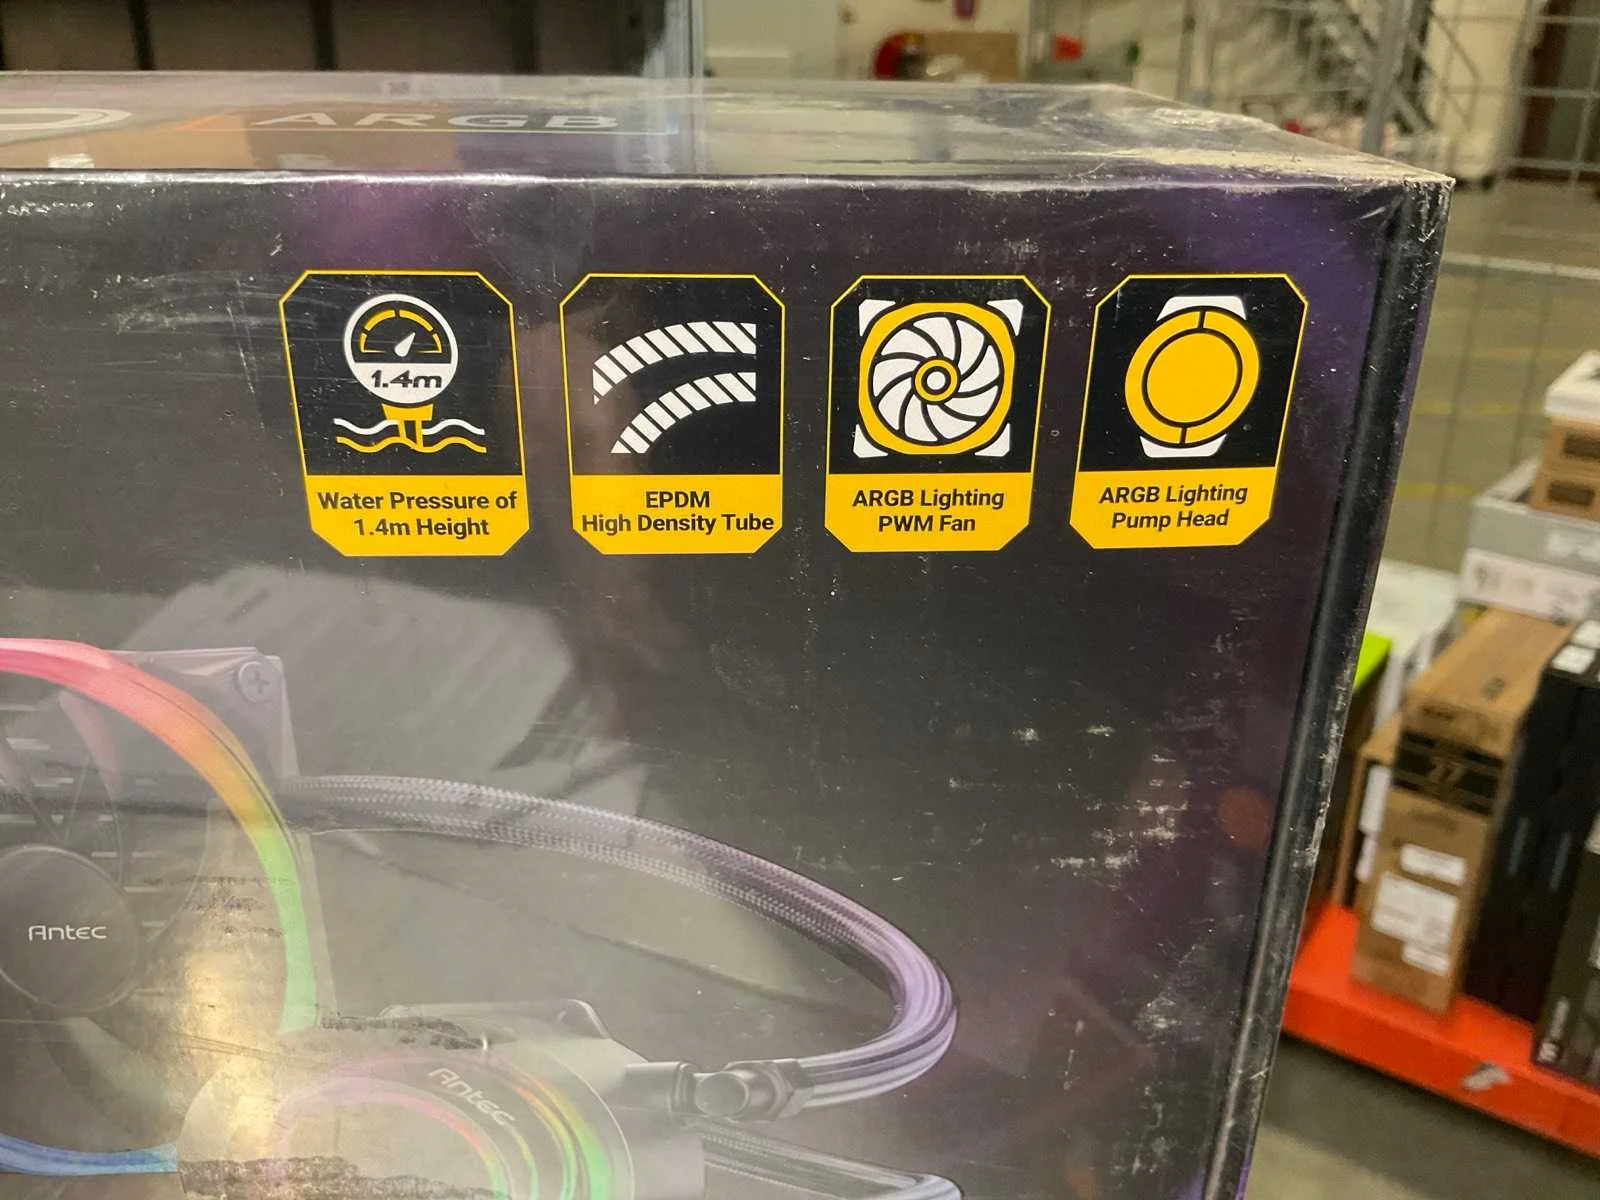 ARGB
1.4m
Water Pressure of
1.4m Height
EPDM
High Density Tube
ARGB Lighting
PWM Fan
ARGB Lighting
Pump Head
Antec
Antec
27